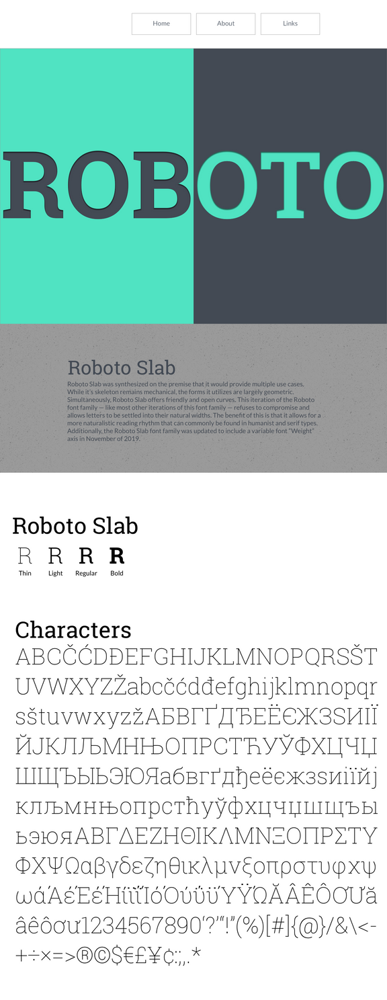 Home About Links
ROBOTO
Roboto Slab
Roboto Slab was synthesized on the premise that it would provide multiple use cases.
While it's skeleton remains mechanical, the forms it utilizes are largely geometric.
Simultaneously, Roboto Slab offers friendly and open curves. This iteration of the Roboto
font family — like most other iterations of this font family — refuses to compromise and
allows letters to be settled into their natural widths. The benefit of this is that it allows for a
more naturalistic reading rhythm that can commonly be found in humanist and serif types.
Additionally, the Roboto Slab font family was updated to include a variable font "Weight"
axis in November of 2019.
Roboto Slab
R R R R
Thin Light Regular Bold
Characters
ABCČĆDĐEFGHIJKLMNOPQRSŠT
UVWXYZŽabcčćdđefghijklmnopqr
sštuvwxyzžАБВГҐДЂЕЁЄЖЗЅИІЇ
ЙЈКЛЉМНЊОПРСТЋУЎФХЦЧЏ
ШЩЪЫЬЭЮЯабвгґдђеёєжзѕиіїйј
клљмнњопрстћуўфхцчџшщъы
ьэюяΑΒΓΔΕΖΗΘΙΚΛΜΝΞΟΠΡΣΤΥ
ΦΧΨΩαβγδεζηθικλμνξοπρστυφχψ
ωάΆέΈέΉίϊΐΪόΌύΰϋΎΫΏĂÂÊÔƠƯă
âêôơư1234567890‘?’“!”(%)[#]{@}/&\<-
+÷×=>®©$€£¥¢:;,.*